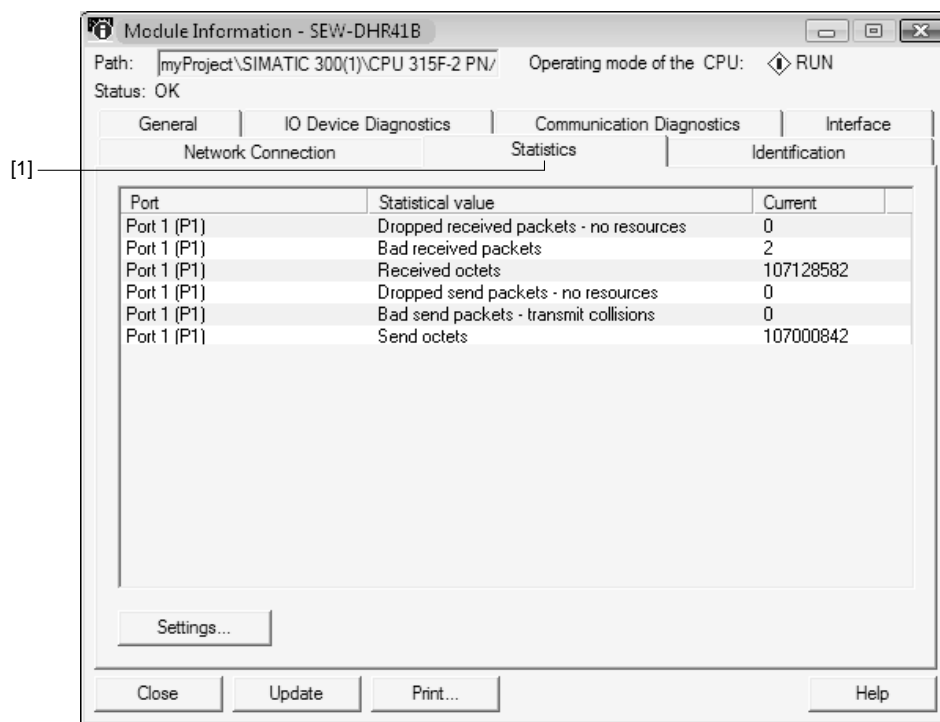 Module Information - SEW-DHR41B
Path: myProject\SIMATIC 300(1)\CPU 315F-2 PN/ Operating mode of the CPU: RUN
Status: OK
General IO Device Diagnostics Communication Diagnostics Interface
Network Connection Statistics Identification
[1]
Port Statistical value Current
Port 1 (P1) Dropped received packets - no resources 0
Port 1 (P1) Bad received packets 2
Port 1 (P1) Received octets 107128582
Port 1 (P1) Dropped send packets - no resources 0
Port 1 (P1) Bad send packets - transmit collisions 0
Port 1 (P1) Send octets 107000842
Settings...
Close Update Print... Help